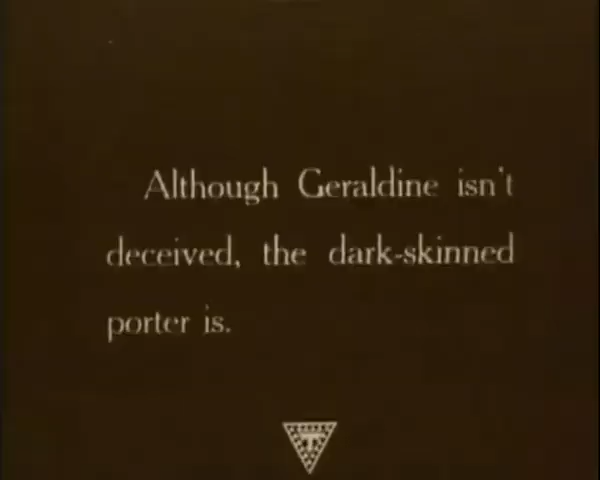 Although Geraldine isn't
deceived, the dark-skinned
porter is.
T